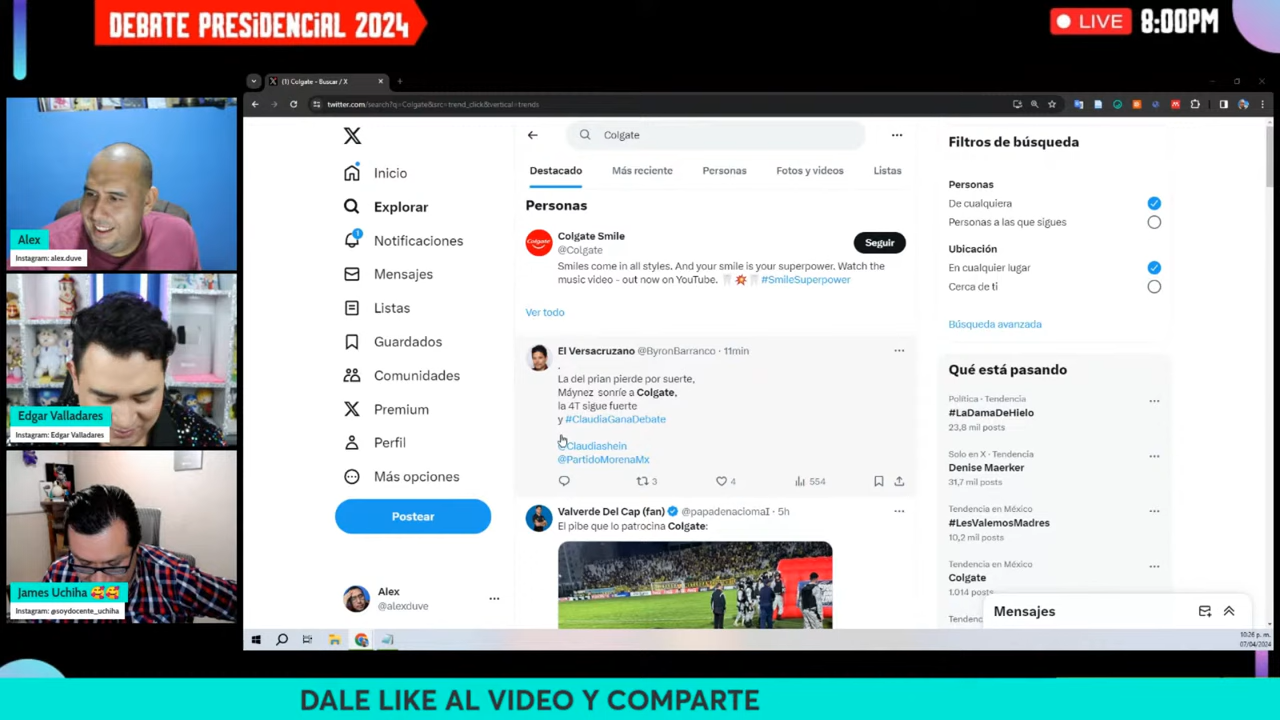 DEBATE PRESIDENCIAL 2024
LIVE 8:00PM
(1) Colgate - Buscar / X
twitter.com/search?q=Colgate&src=trend_click&vertical=trends
Alex
Instagram: alex.duve
Edgar Valladares
Instagram: Edgar Valladares
James Uchiha 🥰🥰
Instagram: @soydocente_uchiha
Inicio
Explorar
1
Notificaciones
Mensajes
Listas
Guardados
Comunidades
Premium
Perfil
Más opciones
Postear
Alex
@alexduve
Colgate
Destacado Más reciente Personas Fotos y videos Listas
Personas
Colgate
Colgate Smile
@Colgate
Seguir
Smiles come in all styles. And your smile is your superpower. Watch the
music video - out now on YouTube. 🦷💥🦷 #SmileSuperpower
Ver todo
El Versacruzano @ByronBarranco · 11min
.
La del prian pierde por suerte,
Máynez sonríe a Colgate,
la 4T sigue fuerte
y #ClaudiaGanaDebate
@Claudiashein
@PartidoMorenaMx
3 4 554
Valverde Del Cap (fan) @papadenaciomaI · 5h
El pibe que lo patrocina Colgate:
Filtros de búsqueda
Personas
De cualquiera
Personas a las que sigues
Ubicación
En cualquier lugar
Cerca de ti
Búsqueda avanzada
Qué está pasando
Política · Tendencia
#LaDamaDeHielo
23,8 mil posts
Solo en X · Tendencia
Denise Maerker
31,7 mil posts
Tendencia en México
#LesValemosMadres
10,2 mil posts
Tendencia en México
Colgate
1.014 posts
Mensajes
10:26 p. m.
07/04/2024
DALE LIKE AL VIDEO Y COMPARTE